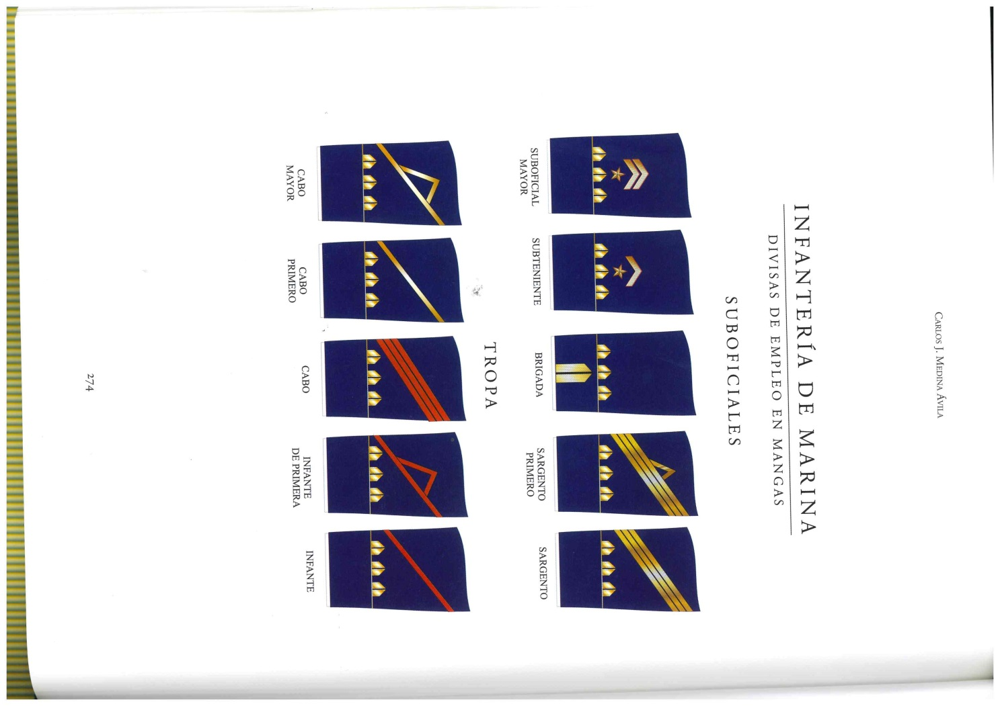 CARLOS J. MEDINA ÁVILA
INFANTERÍA DE MARINA
DIVISAS DE EMPLEO EN MANGAS
SUBOFICIALES
SUBOFICIAL
MAYOR
SUBTENIENTE
BRIGADA
SARGENTO
PRIMERO
SARGENTO
TROPA
CABO
MAYOR
CABO
PRIMERO
CABO
INFANTE
DE PRIMERA
INFANTE
274